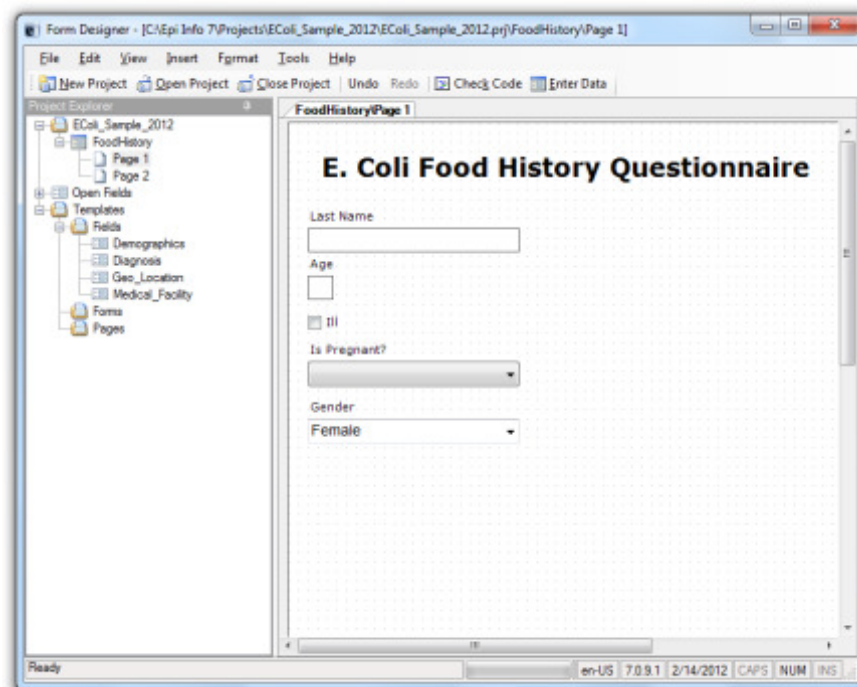 Form Designer - [C:\Epi Info 7\Projects\EColi_Sample_2012\EColi_Sample_2012.prj\FoodHistory\Page 1]
File Edit View Insert Format Tools Help
New Project Open Project Close Project Undo Redo Check Code Enter Data
Project Explorer
EColi_Sample_2012
FoodHistory
Page 1
Page 2
Open Fields
Templates
Fields
Demographics
Diagnosis
Geo_Location
Medical_Facility
Forms
Pages
FoodHistory\Page 1
E. Coli Food History Questionnaire
Last Name
Age
Ill
Is Pregnant?
Gender
Female
Ready en-US 7.0.9.1 2/14/2012 CAPS NUM INS